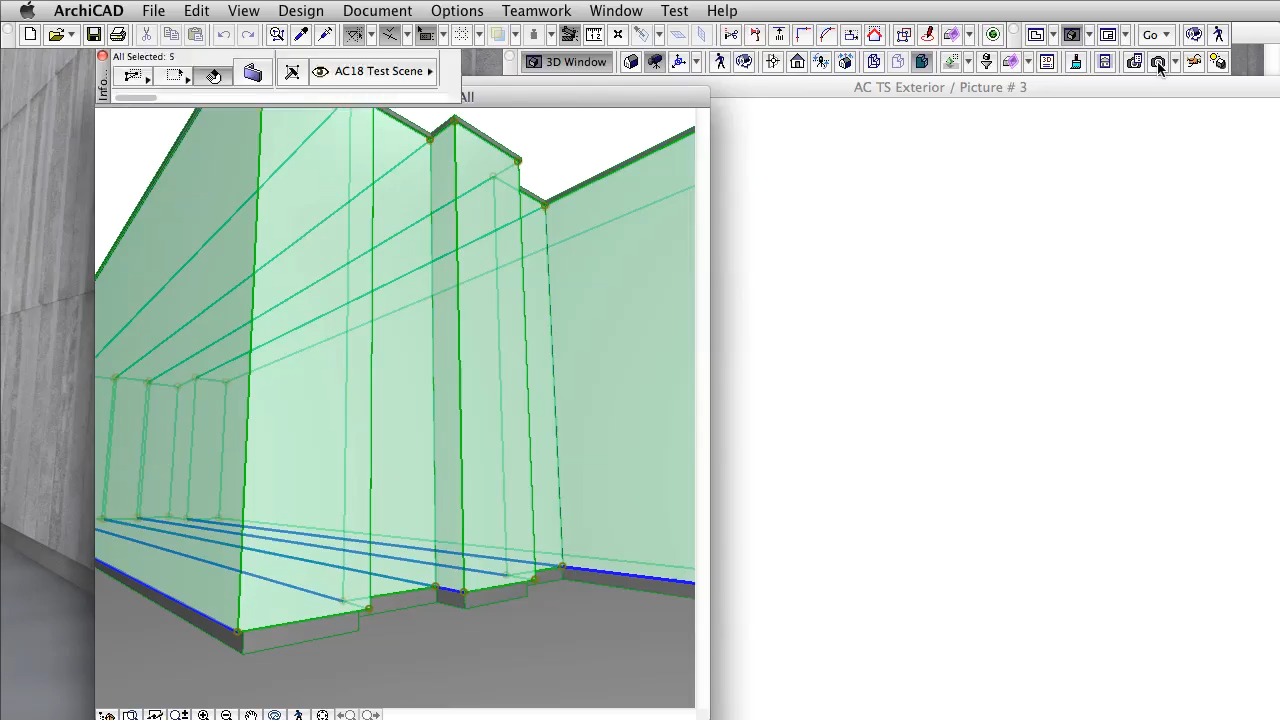 ArchiCAD File Edit View Design Document Options Teamwork Window Test Help
Go
All Selected: 5
Info
AC18 Test Scene
3D Window
All
AC TS Exterior / Picture # 3